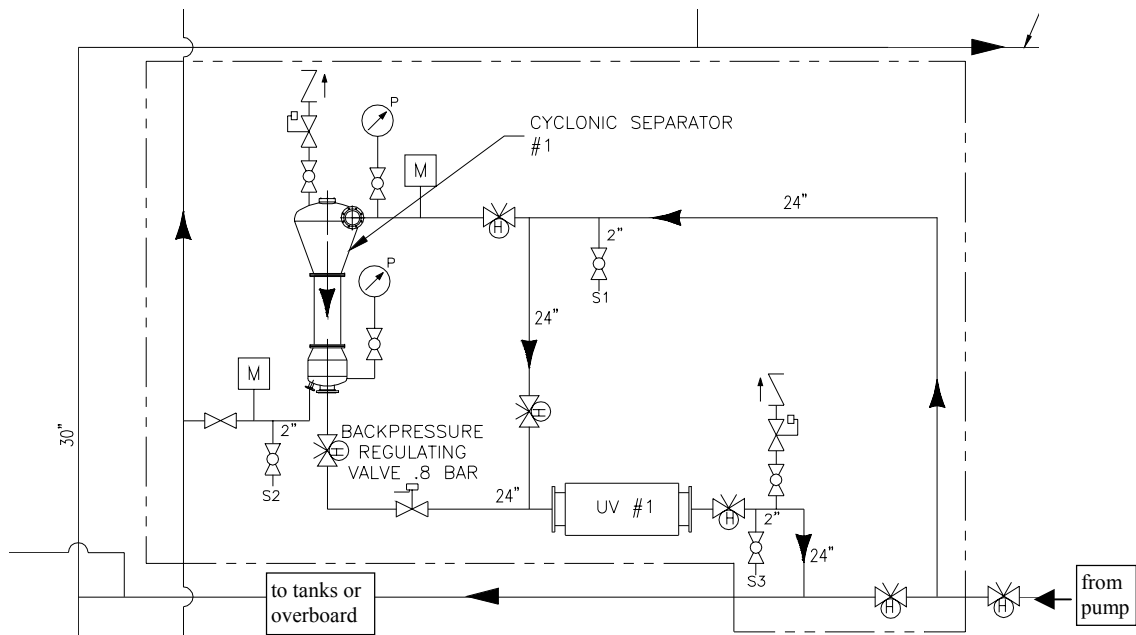 P
CYCLONIC SEPARATOR
#1
M
24"
H
2"
P
S1
24"
M
H
30"
2"
BACKPRESSURE
REGULATING
VALVE .8 BAR
H
S2
24"
UV #1
H
2"
S3
24"
to tanks or
overboard
H
H
from
pump